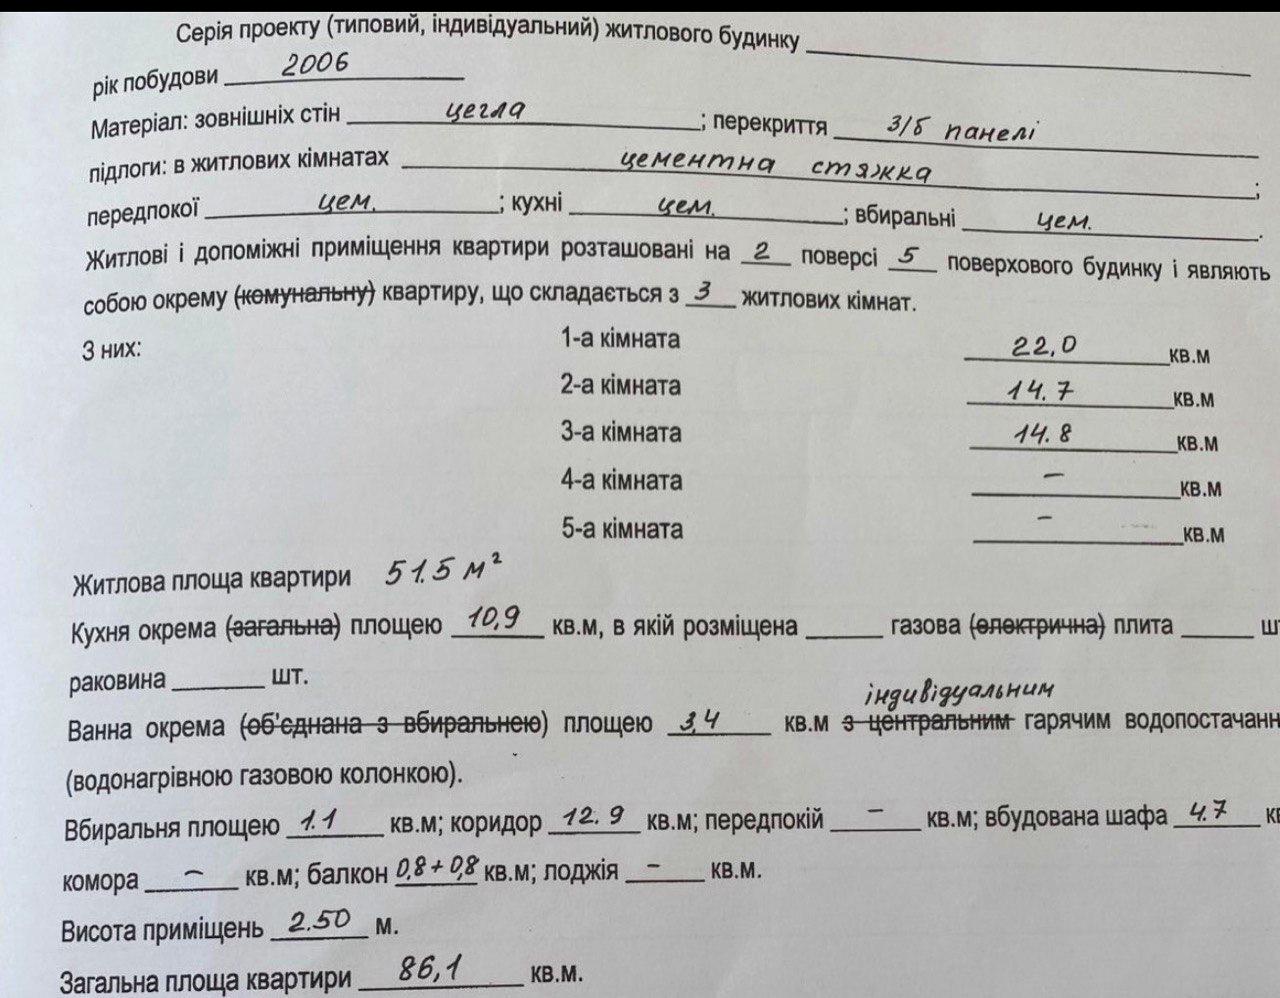 Серія проекту (типовий, індивідуальний) житлового будинку
рік побудови 2006
Матеріал: зовнішніх стін цегла; перекриття з/б панелі
підлоги: в житлових кімнатах цементна стяжка;
передпокої цем.; кухні цем.; вбиральні цем.
Житлові і допоміжні приміщення квартири розташовані на 2 поверсі 5 поверхового будинку і являють
собою окрему (комунальну) квартиру, що складається з 3 житлових кімнат.
З них: 1-а кімната 22,0 кв.м
2-а кімната 14.7 кв.м
3-а кімната 14.8 кв.м
4-а кімната – кв.м
5-а кімната – кв.м
Житлова площа квартири 51.5 м²
Кухня окрема (загальна) площею 10,9 кв.м, в якій розміщена газова (електрична) плита ш
раковина шт.
індивідуальним
Ванна окрема (об'єднана з вбиральнею) площею 3,4 кв.м з центральним гарячим водопостачанн
(водонагрівною газовою колонкою).
Вбиральня площею 1.1 кв.м; коридор 12.9 кв.м; передпокій – кв.м; вбудована шафа 4.7 кв
комора – кв.м; балкон 0,8 + 0,8 кв.м; лоджія – кв.м.
Висота приміщень 2.50 м.
Загальна площа квартири 86,1 кв.м.